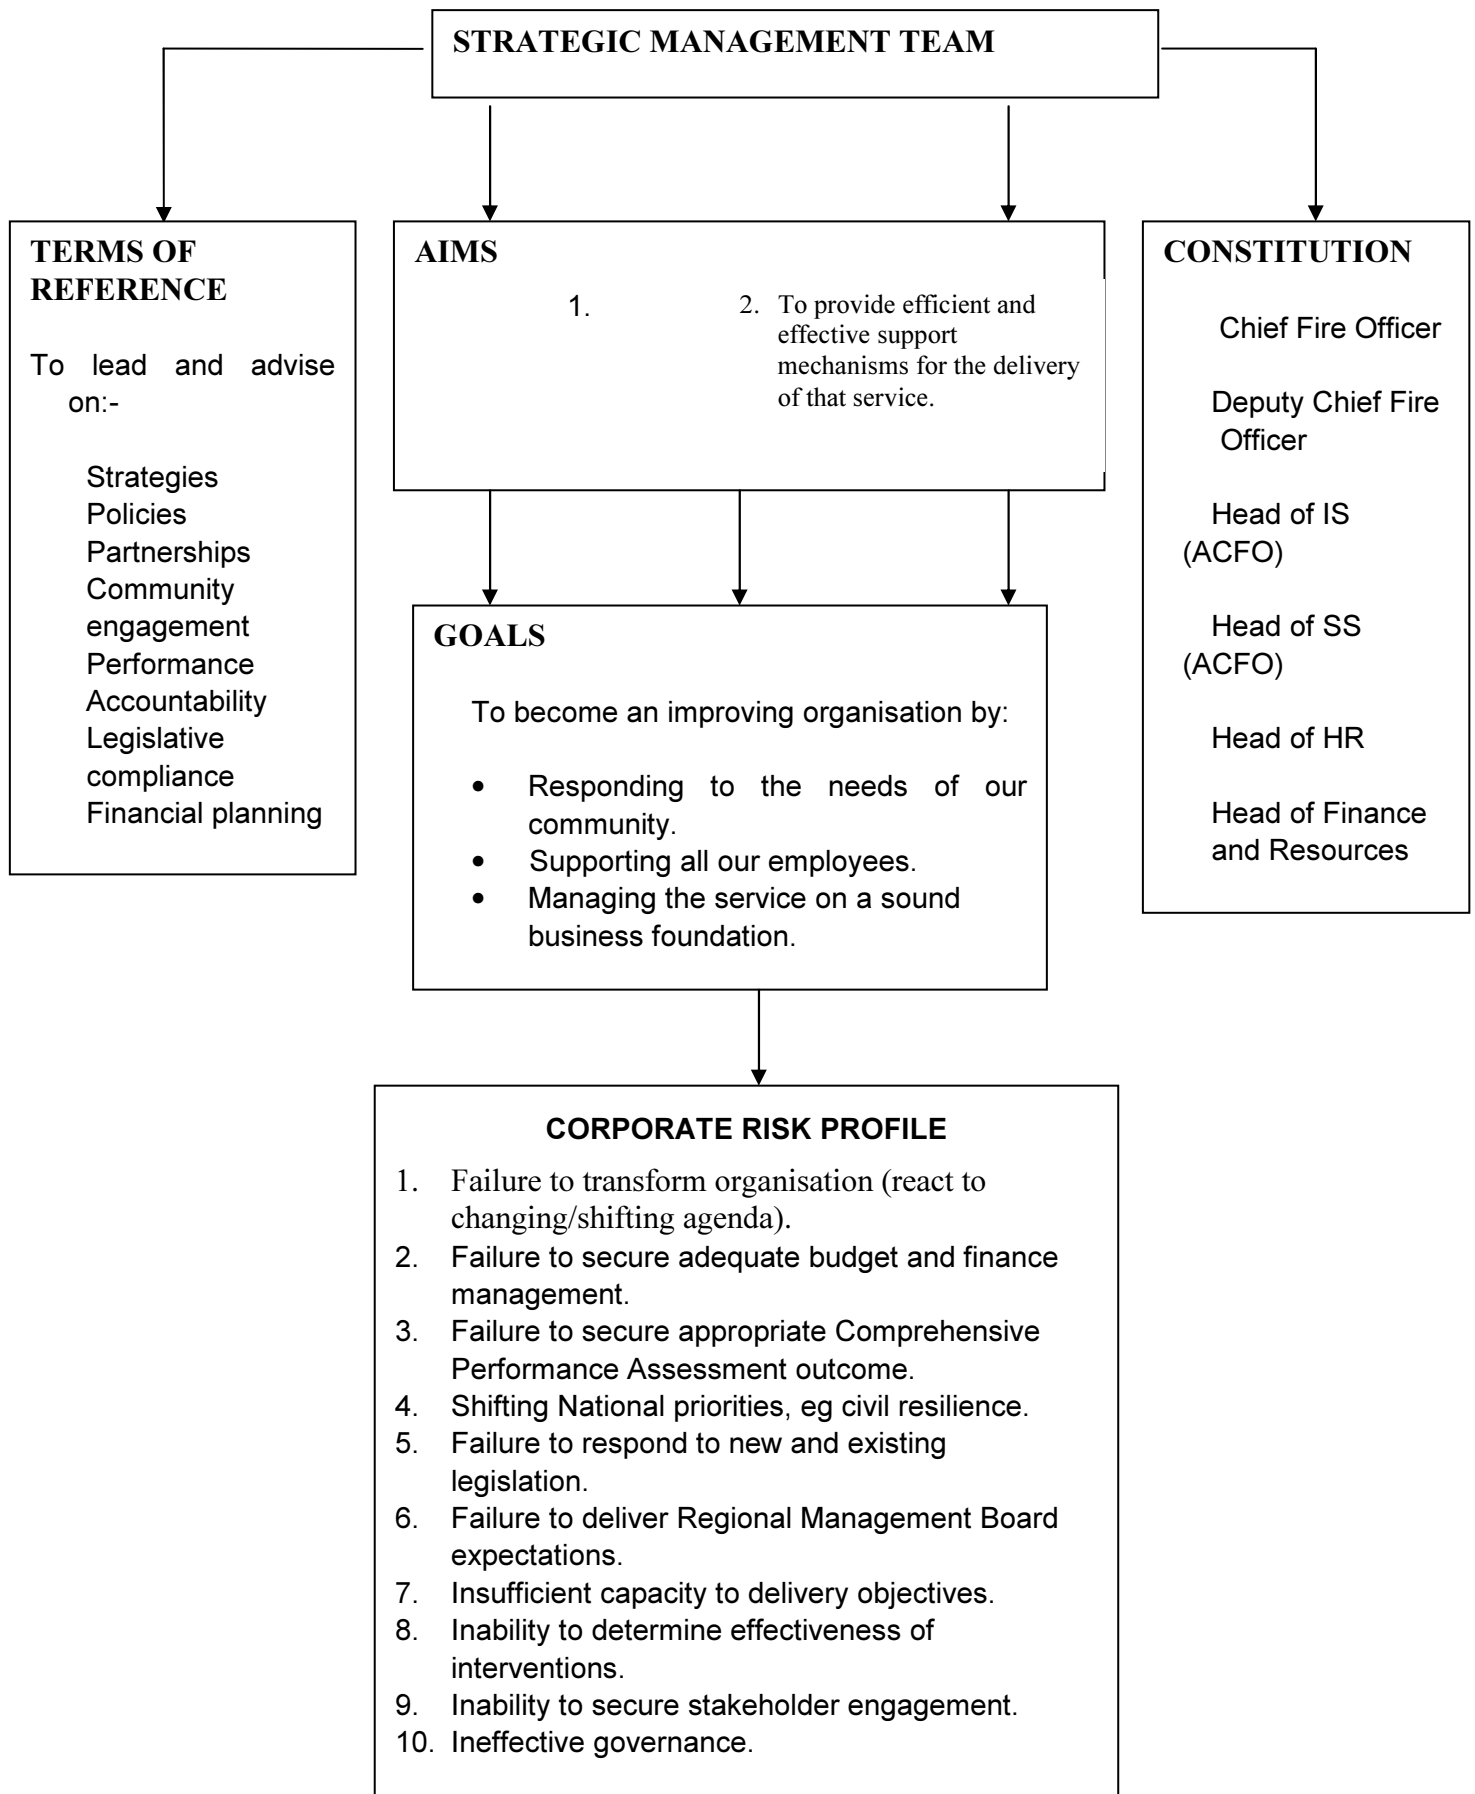 STRATEGIC MANAGEMENT TEAM
TERMS OF
REFERENCE
To lead and advise
on:-
Strategies
Policies
Partnerships
Community
engagement
Performance
Accountability
Legislative
compliance
Financial planning
AIMS
1.
2. To provide efficient and
effective support
mechanisms for the delivery
of that service.
CONSTITUTION
Chief Fire Officer
Deputy Chief Fire
Officer
Head of IS
(ACFO)
Head of SS
(ACFO)
Head of HR
Head of Finance
and Resources
GOALS
To become an improving organisation by:
• Responding to the needs of our
community.
• Supporting all our employees.
• Managing the service on a sound
business foundation.
CORPORATE RISK PROFILE
1. Failure to transform organisation (react to
changing/shifting agenda).
2. Failure to secure adequate budget and finance
management.
3. Failure to secure appropriate Comprehensive
Performance Assessment outcome.
4. Shifting National priorities, eg civil resilience.
5. Failure to respond to new and existing
legislation.
6. Failure to deliver Regional Management Board
expectations.
7. Insufficient capacity to delivery objectives.
8. Inability to determine effectiveness of
interventions.
9. Inability to secure stakeholder engagement.
10. Ineffective governance.